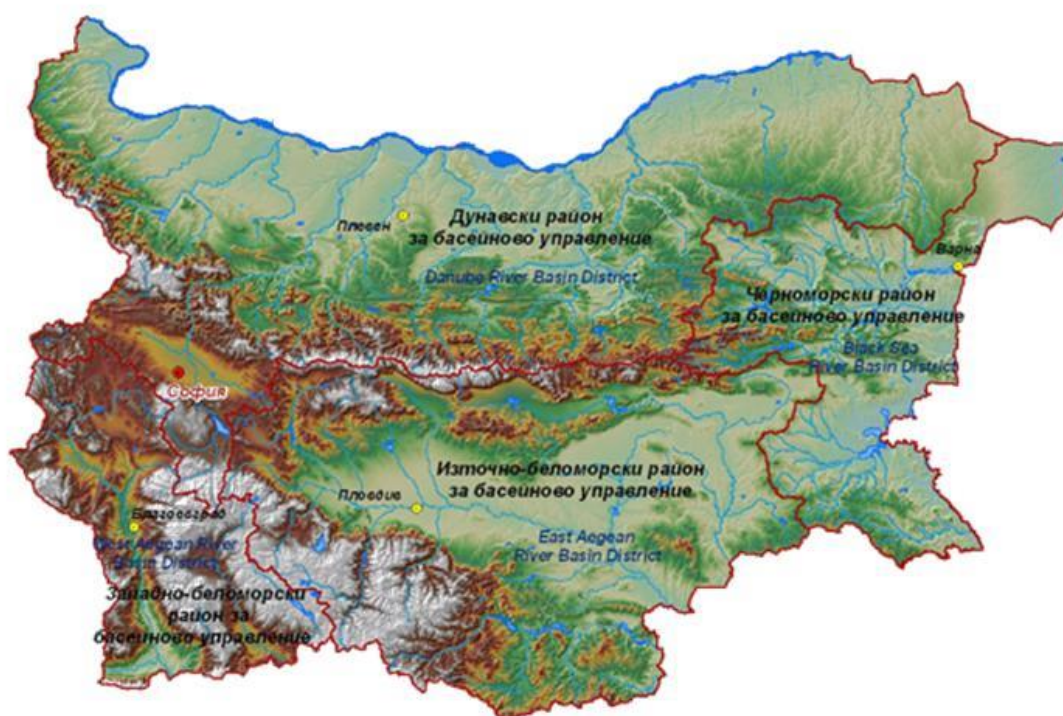 Плевен
Дунавски район
за басейново управление
Danube River Basin District
Варна
Черноморски район
за басейново управление
Black Sea
River Basin District
София
Източно-беломорски район
за басейново управление
Пловдив
East Aegean
River Basin District
Благоевград
West Aegean River
Basin District
Западно-беломорски
район за
басейново управление